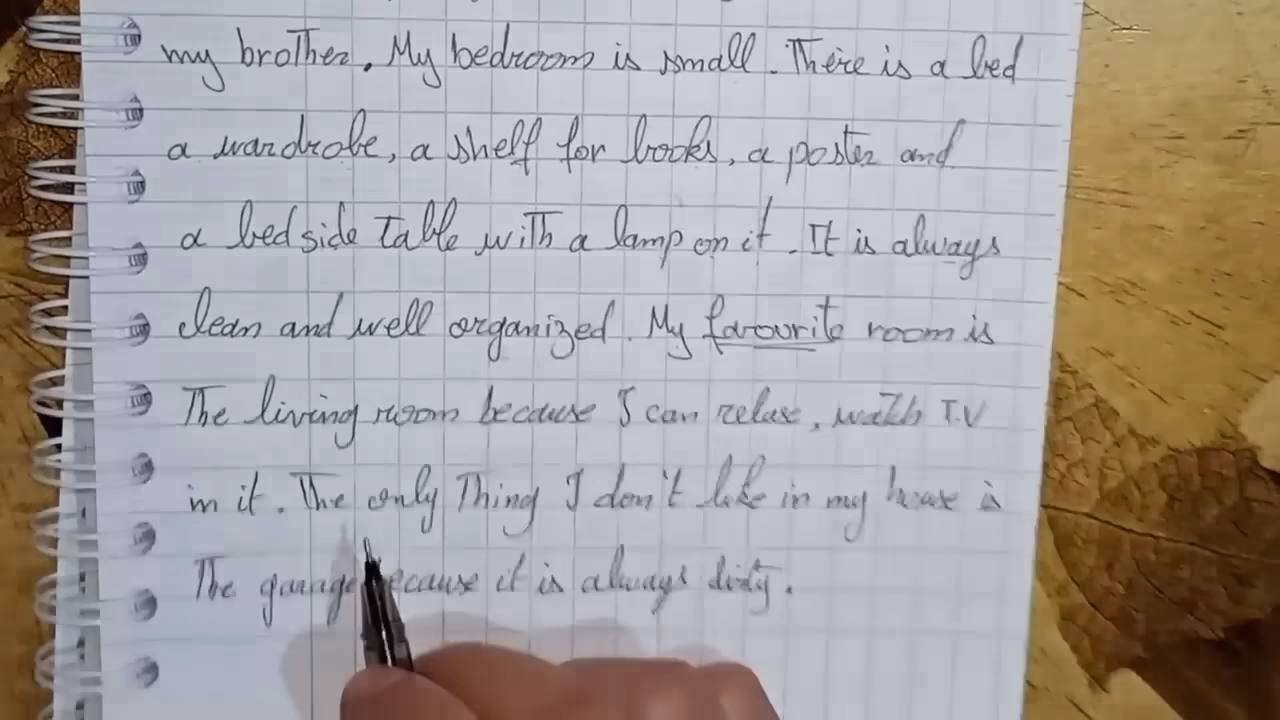 my brother. My bedroom is small. There is a bed
a wardrobe, a shelf for books, a poster and
a bed side table with a lamp on it. It is always
clean and well organized. My favourite room is
The living room because I can relax, watch T.V
in it. The only Thing I don't like in my house is
The garage because it is always dirty.